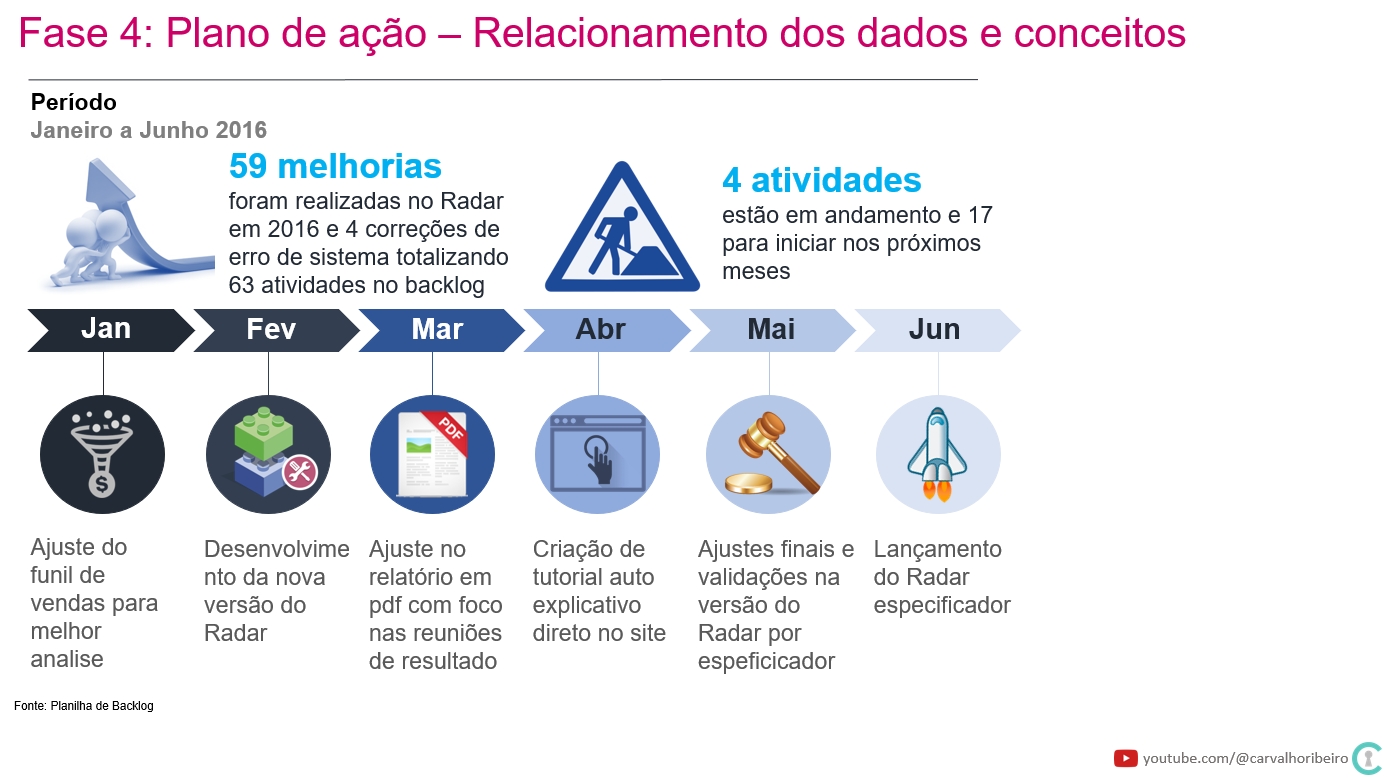 Fase 4: Plano de ação – Relacionamento dos dados e conceitos
Período
Janeiro a Junho 2016
59 melhorias
foram realizadas no Radar
em 2016 e 4 correções de
erro de sistema totalizando
63 atividades no backlog
4 atividades
estão em andamento e 17
para iniciar nos próximos
meses
Jan
Fev
Mar
Abr
Mai
Jun
$
PDF
Ajuste do
funil de
vendas para
melhor
analise
Desenvolvime
nto da nova
versão do
Radar
Ajuste no
relatório em
pdf com foco
nas reuniões
de resultado
Criação de
tutorial auto
explicativo
direto no site
Ajustes finais e
validações na
versão do
Radar por
espeficicador
Lançamento
do Radar
especificador
Fonte: Planilha de Backlog
youtube.com/@carvalhoribeiro